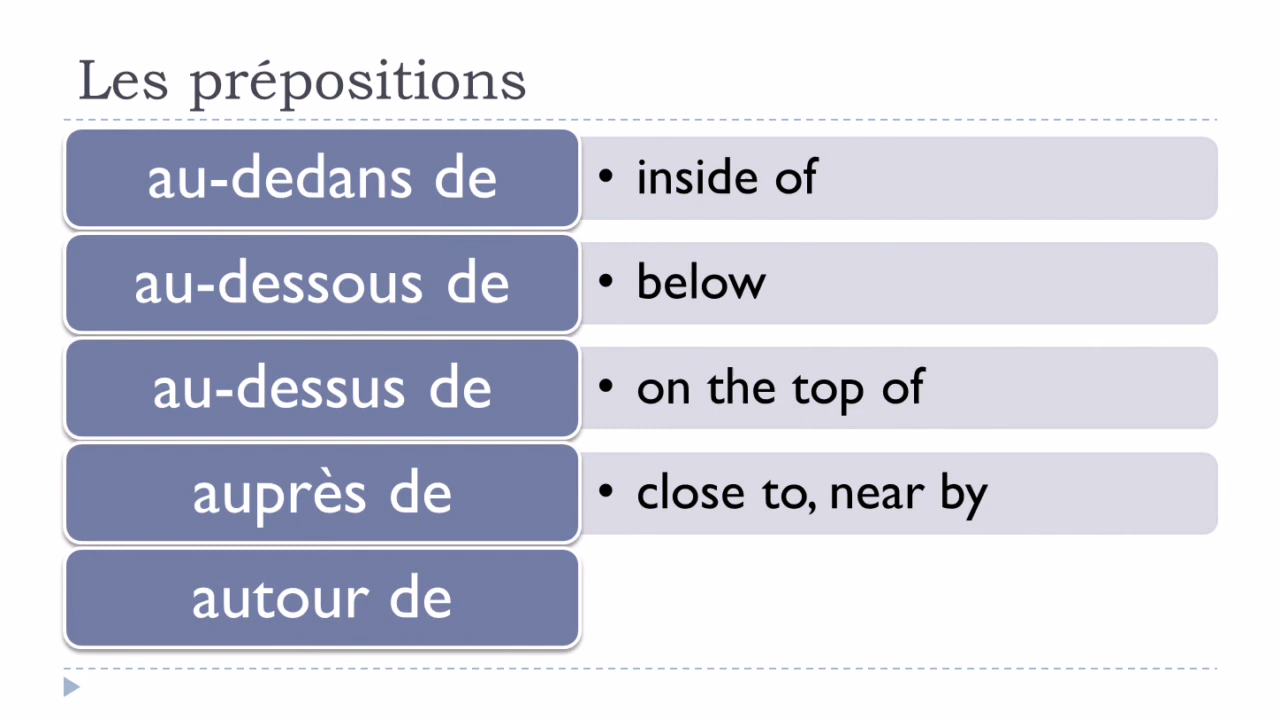 Les prépositions
au-dedans de
• inside of
au-dessous de
• below
au-dessus de
• on the top of
auprès de
• close to, near by
autour de